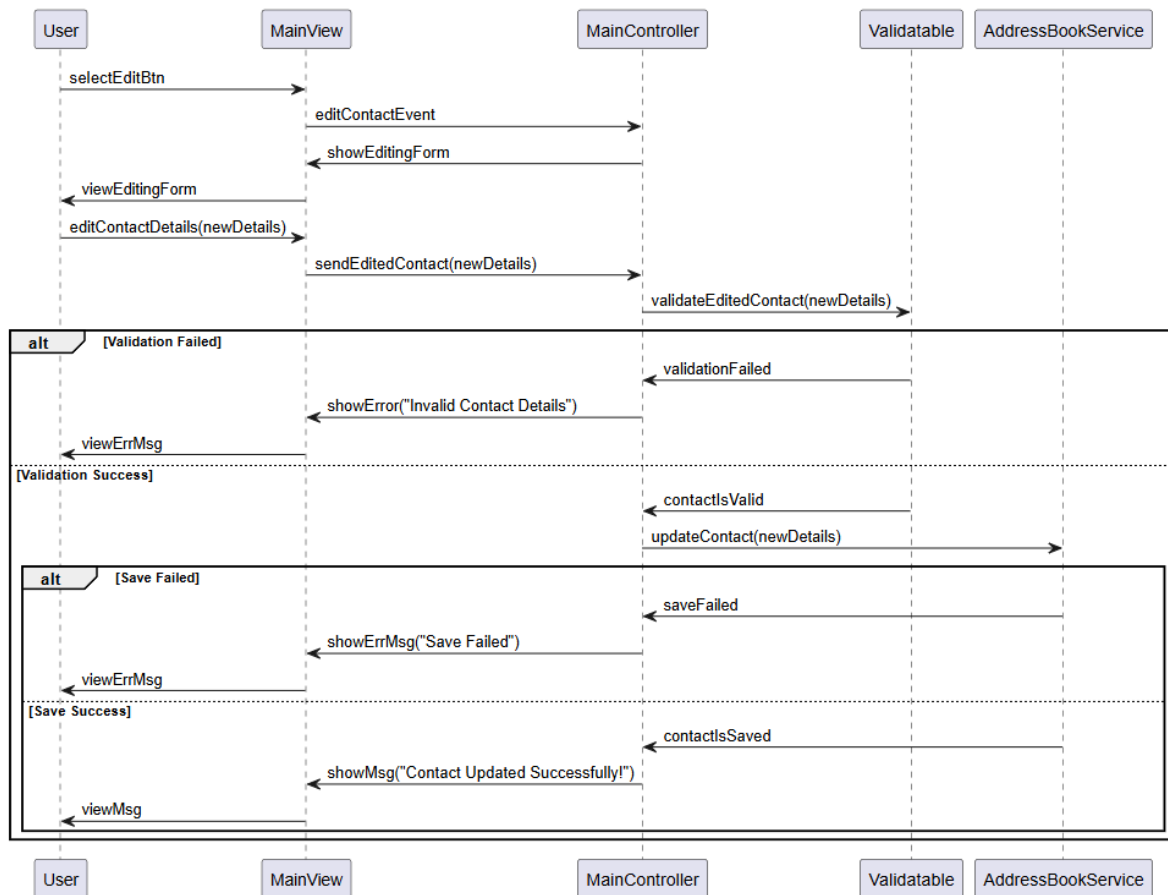 User MainView MainController Validatable AddressBookService
selectEditBtn
editContactEvent
showEditingForm
viewEditingForm
editContactDetails(newDetails)
sendEditedContact(newDetails)
validateEditedContact(newDetails)
alt [Validation Failed]
validationFailed
showError("Invalid Contact Details")
viewErrMsg
[Validation Success]
contactIsValid
updateContact(newDetails)
alt [Save Failed]
saveFailed
showErrMsg("Save Failed")
viewErrMsg
[Save Success]
contactIsSaved
showMsg("Contact Updated Successfully!")
viewMsg
User MainView MainController Validatable AddressBookService